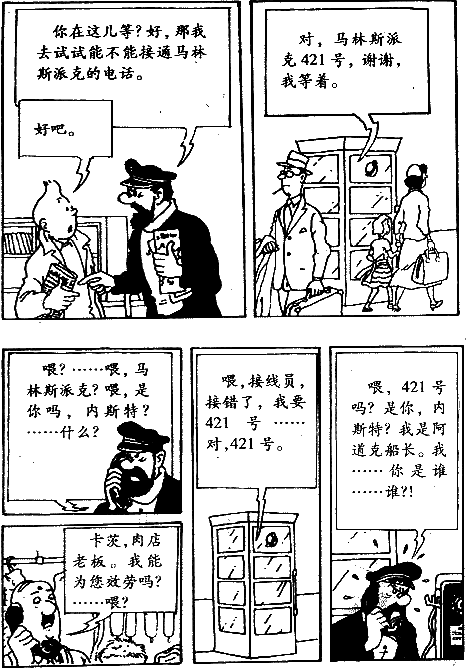 你在这儿等?好,那我
去试试能不能接通马林
斯派克的电话。
好吧。
对,马林斯派
克421号,谢谢,
我等着。
喂?……喂,马
林斯派克?喂,是
你吗,内斯特?
……什么?
卡茨,肉店
老板。我能
为您效劳吗?
……喂?
喂,接线员,
接错了,我要
421号……
对,421号。
喂,421号
吗?是你,内
斯特?我是阿
道克船长。我
……你是谁
……谁?!